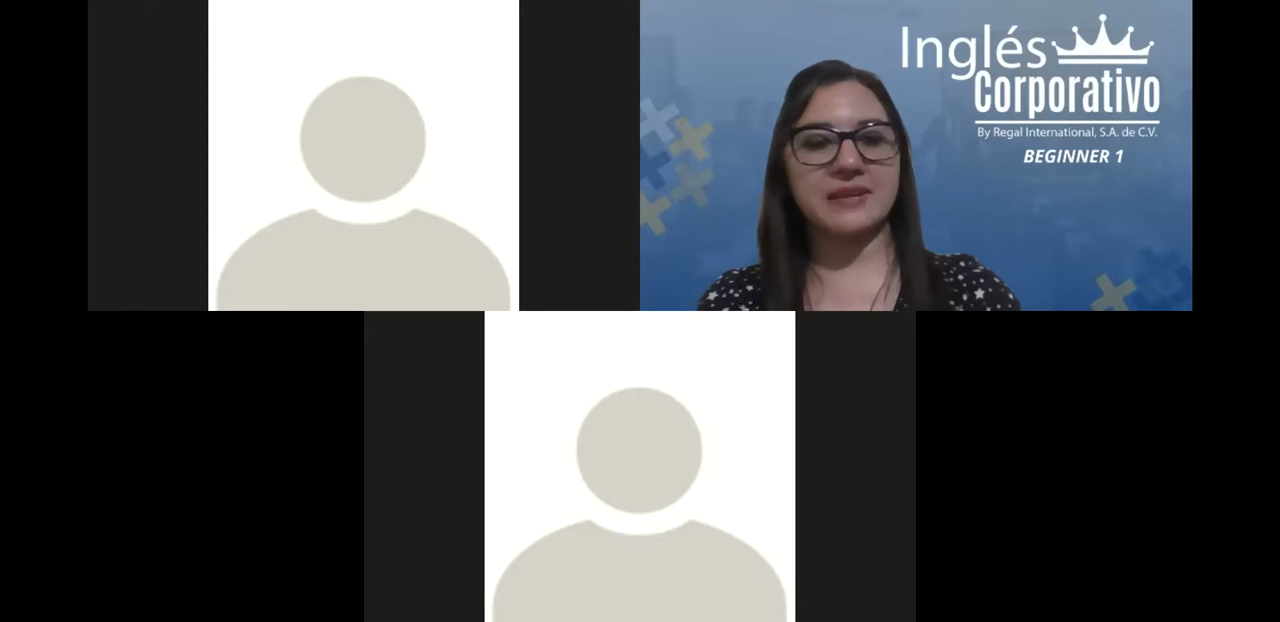 Inglés
Corporativo
By Regal International, S.A. de C.V.
BEGINNER 1